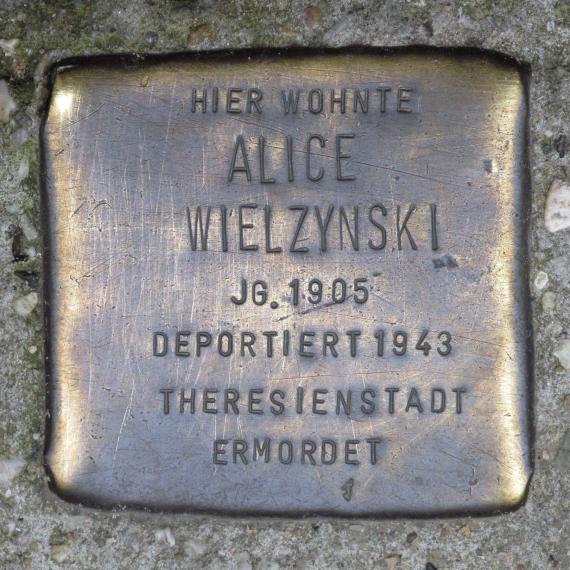 HIER WOHNTE
ALICE
WIELZYNSKI
JG. 1905
DEPORTIERT 1943
THERESIENSTADT
ERMORDET